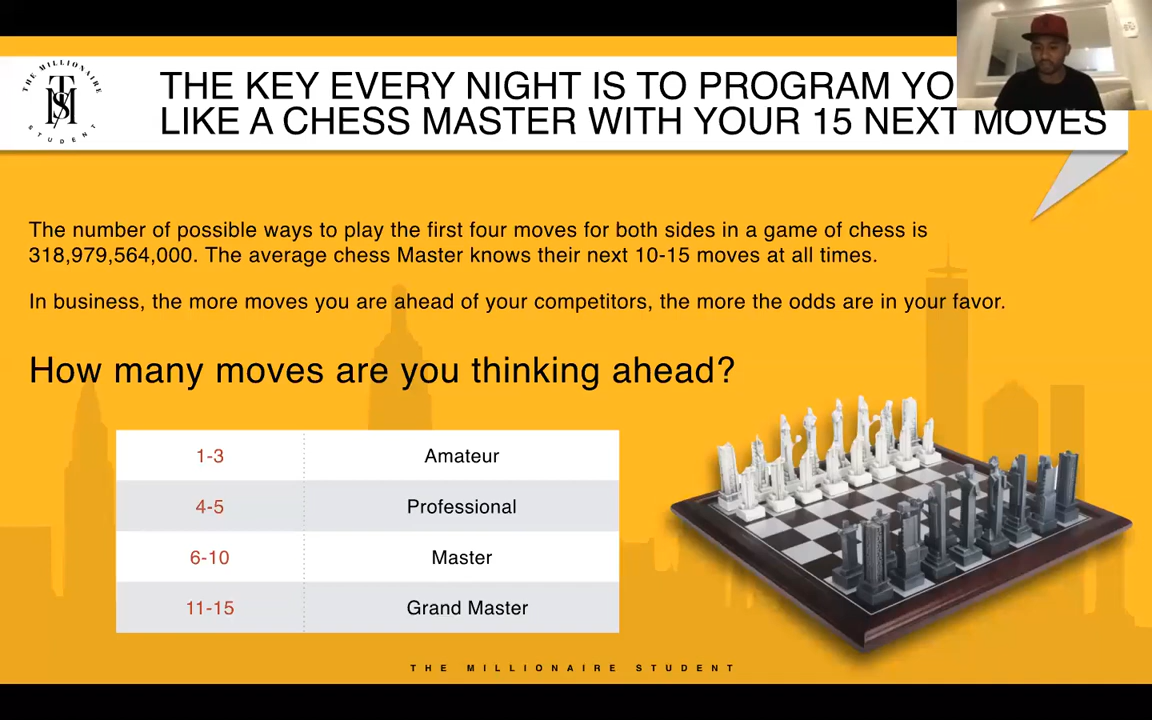 THE MILLIONAIRE
TSM
STUDENT
THE KEY EVERY NIGHT IS TO PROGRAM
LIKE A CHESS MASTER WITH YOUR 15 NEXT MOVES
The number of possible ways to play the first four moves for both sides in a game of chess is
318,979,564,000. The average chess Master knows their next 10-15 moves at all times.
In business, the more moves you are ahead of your competitors, the more the odds are in your favor.
How many moves are you thinking ahead?
1-3 Amateur
4-5 Professional
6-10 Master
11-15 Grand Master
THE MILLIONAIRE STUDENT